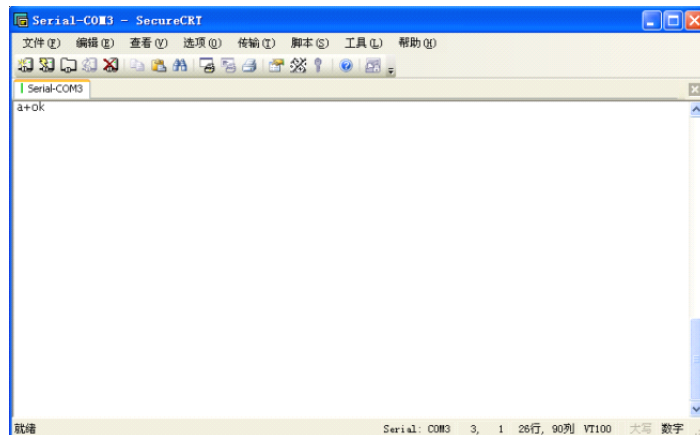 Serial-COM3 - SecureCRT
文件(F) 编辑(E) 查看(V) 选项(O) 传输(T) 脚本(S) 工具(L) 帮助(H)
Serial-COM3
a+ok
就绪 Serial: COM3 3, 1 26行, 90列 VT100 大写 数字